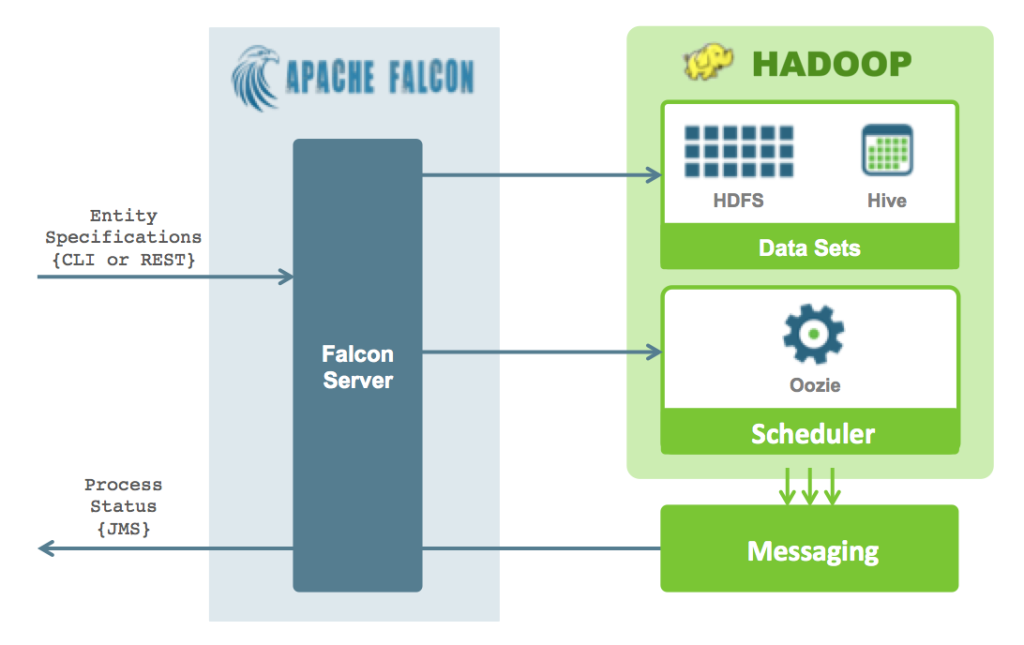 APACHE FALCON
HADOOP
HDFS
Hive
Data Sets
Entity
Specifications
{CLI or REST}
Falcon
Server
Oozie
Scheduler
Process
Status
{JMS}
Messaging